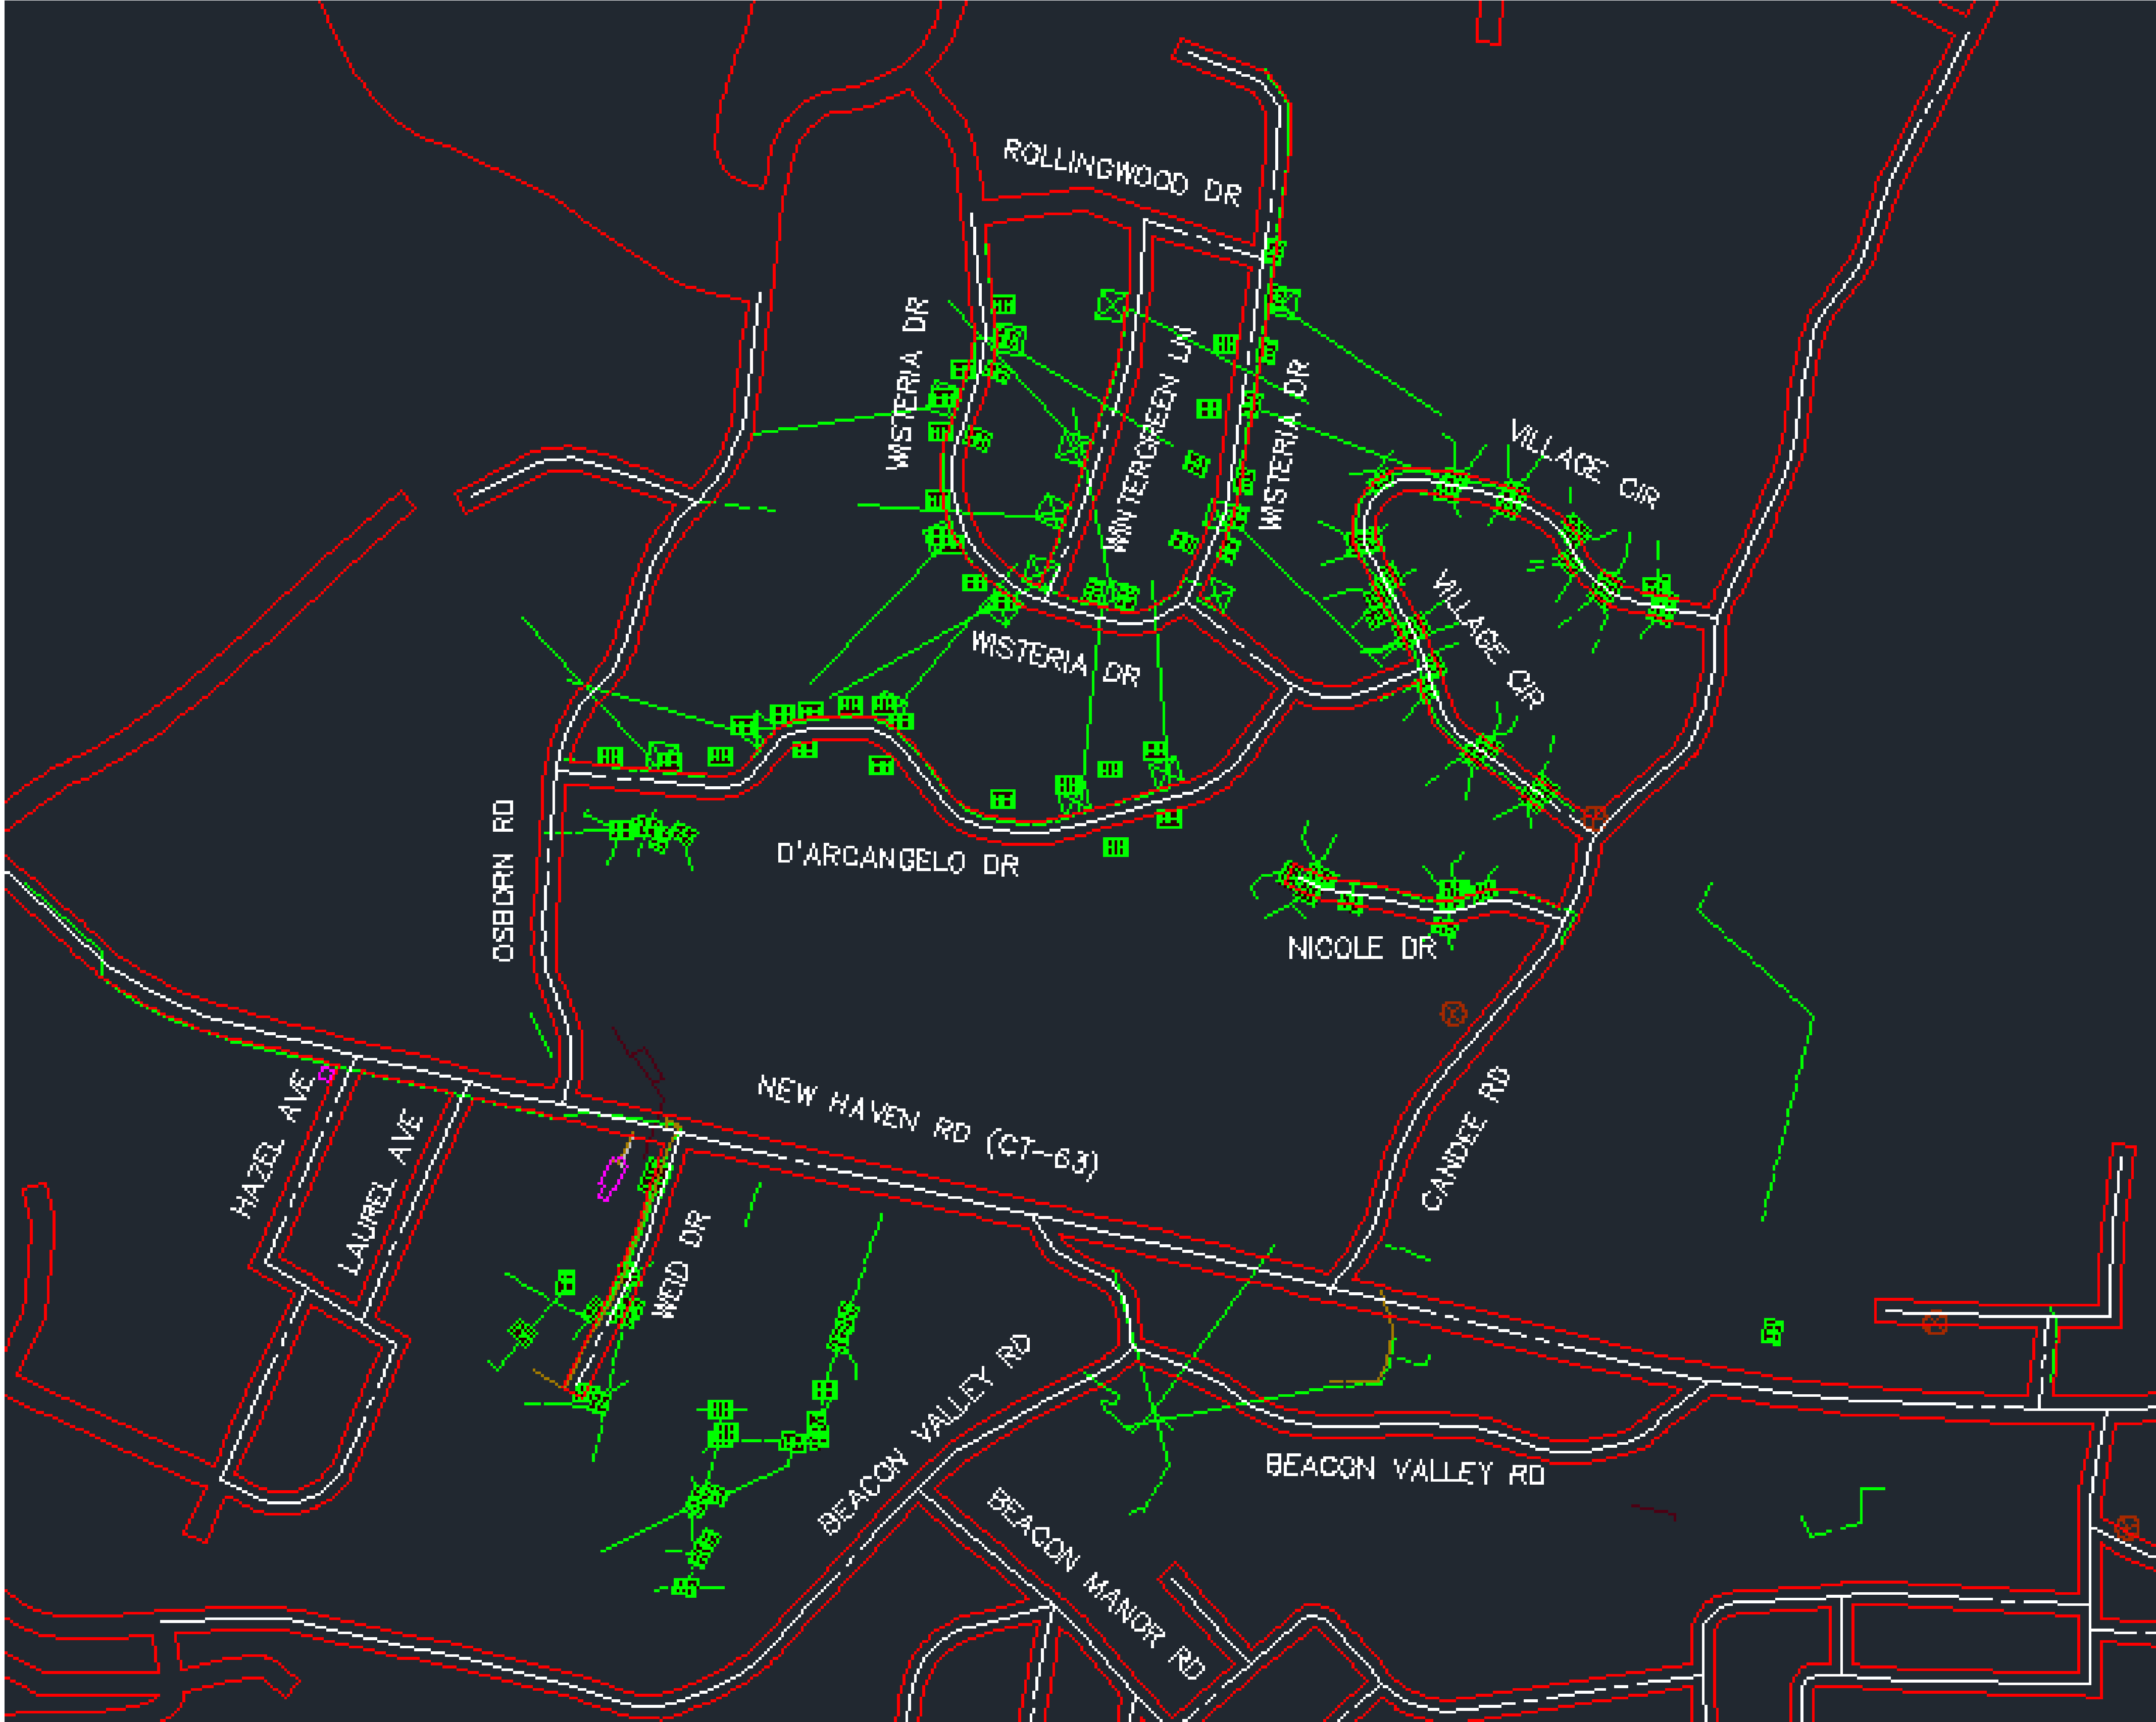 ROLLINGWOOD DR
WISTERIA DR
WINTERGREEN LN
WISTERIA DR
VILLAGE CIR
VILLAGE CIR
WISTERIA DR
OSBORN RD
D'ARCANGELO DR
NICOLE DR
HAZEL AVE
LAUREL AVE
NEW HAVEN RD (CT-63)
CANDEE RD
WEID DR
BEACON VALLEY RD
BEACON VALLEY RD
BEACON MANOR RD